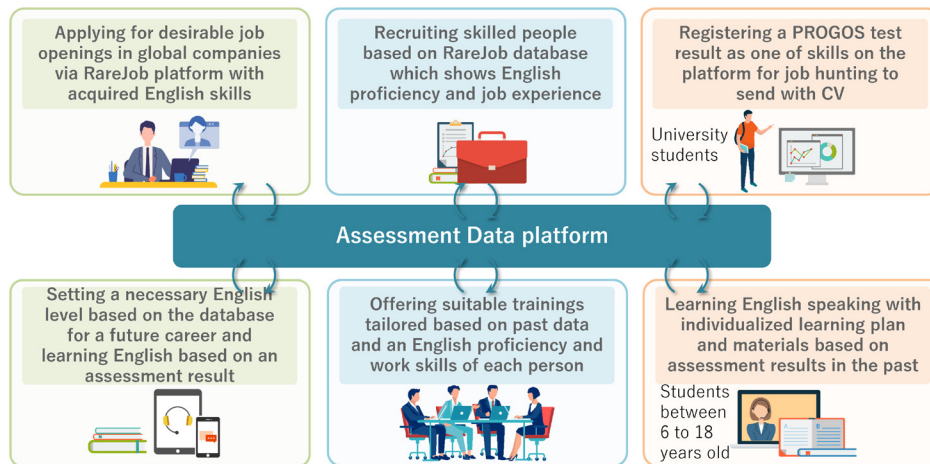 Applying for desirable job
openings in global companies
via RareJob platform with
acquired English skills
Recruiting skilled people
based on RareJob database
which shows English
proficiency and job experience
Registering a PROGOS test
result as one of skills on the
platform for job hunting to
send with CV
University
students
Assessment Data platform
Setting a necessary English
level based on the database
for a future career and
learning English based on an
assessment result
Offering suitable trainings
tailored based on past data
and an English proficiency and
work skills of each person
Learning English speaking with
individualized learning plan
and materials based on
assessment results in the past
Students
between
6 to 18
years old
A
B